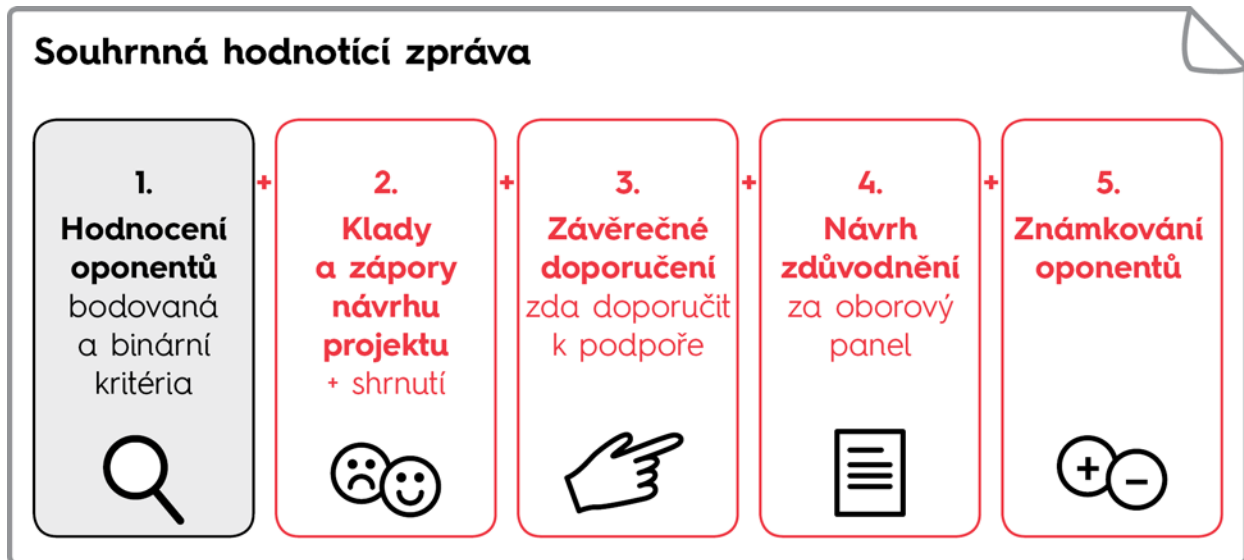 Souhrnná hodnotící zpráva
1.
Hodnocení
oponentů
bodovaná
a binární
kritéria
+
2.
Klady
a zápory
návrhu
projektu
+ shrnutí
+
3.
Závěrečné
doporučení
zda doporučit
k podpoře
+
4.
Návrh
zdůvodnění
za oborový
panel
+
5.
Známkování
oponentů
+ −